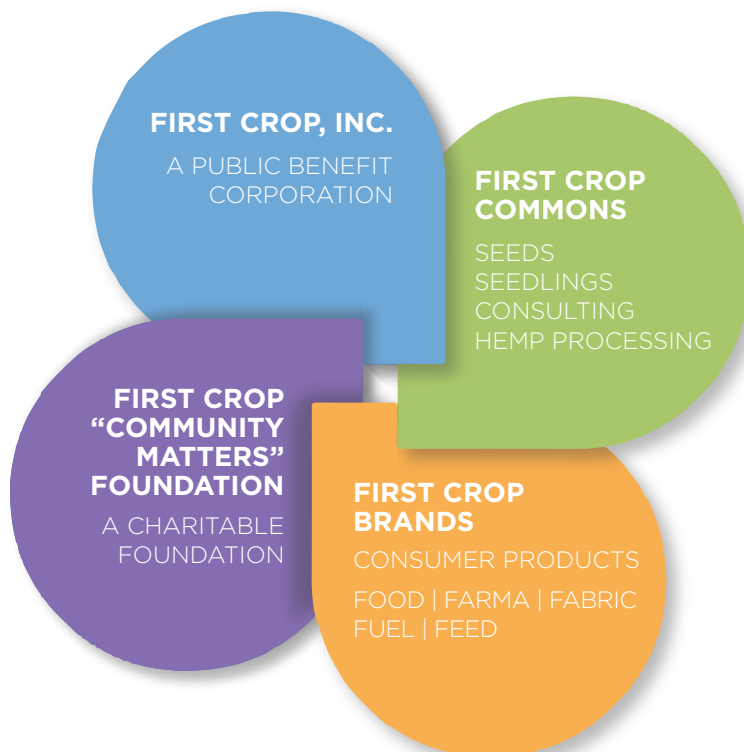 FIRST CROP, INC.
A PUBLIC BENEFIT
CORPORATION
FIRST CROP
COMMONS
SEEDS
SEEDLINGS
CONSULTING
HEMP PROCESSING
FIRST CROP
“COMMUNITY
MATTERS”
FOUNDATION
A CHARITABLE
FOUNDATION
FIRST CROP
BRANDS
CONSUMER PRODUCTS
FOOD | FARMA | FABRIC
FUEL | FEED